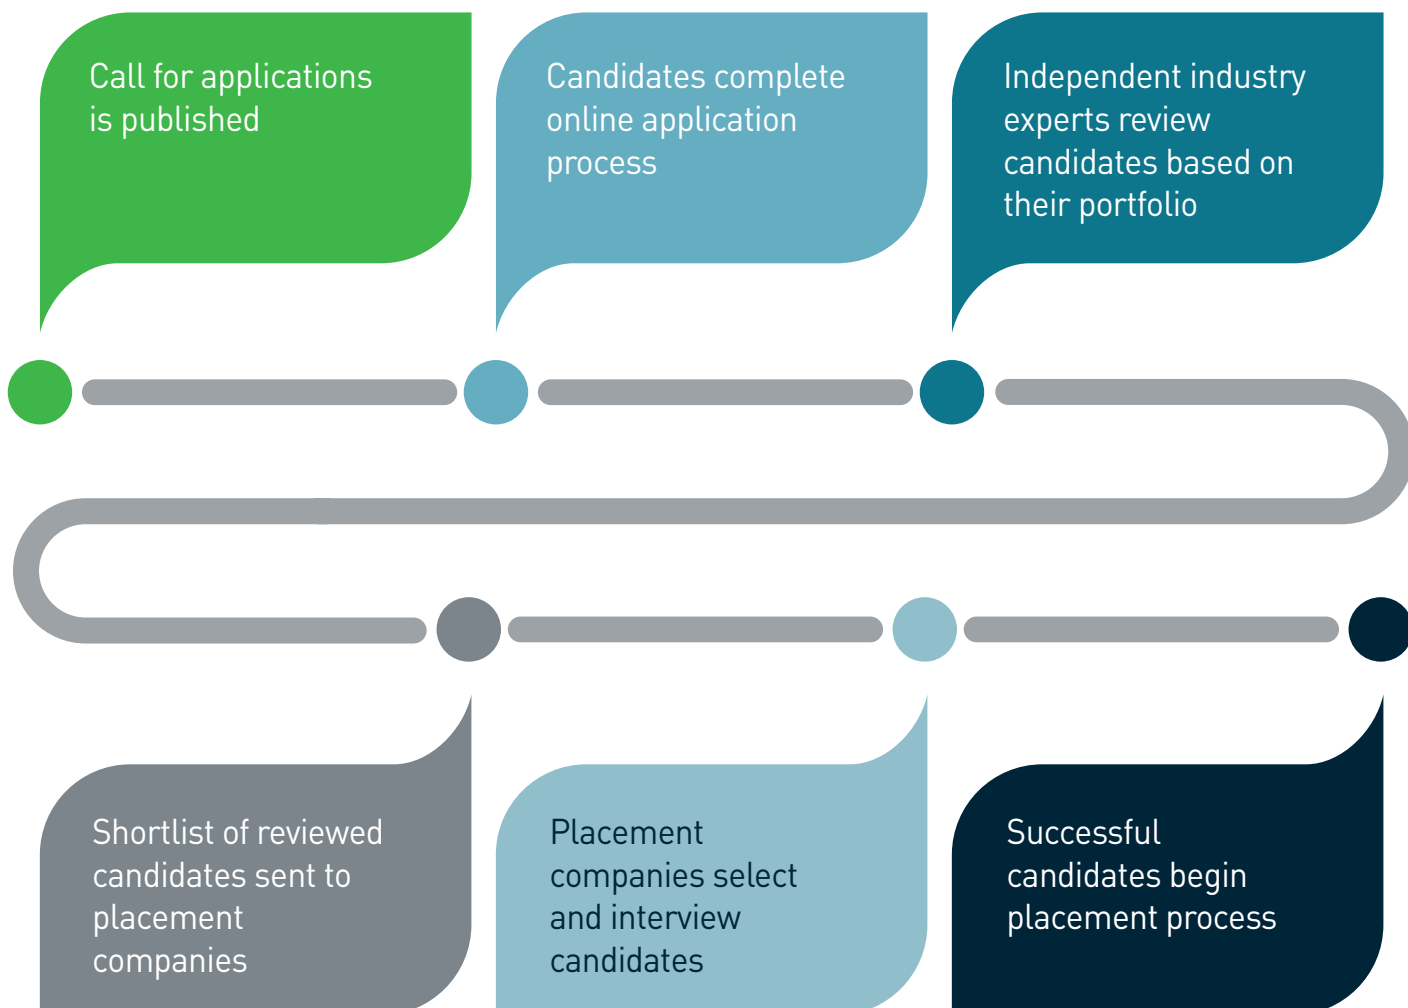 Call for applications
is published
Candidates complete
online application
process
Independent industry
experts review
candidates based on
their portfolio
Shortlist of reviewed
candidates sent to
placement
companies
Placement
companies select
and interview
candidates
Successful
candidates begin
placement process